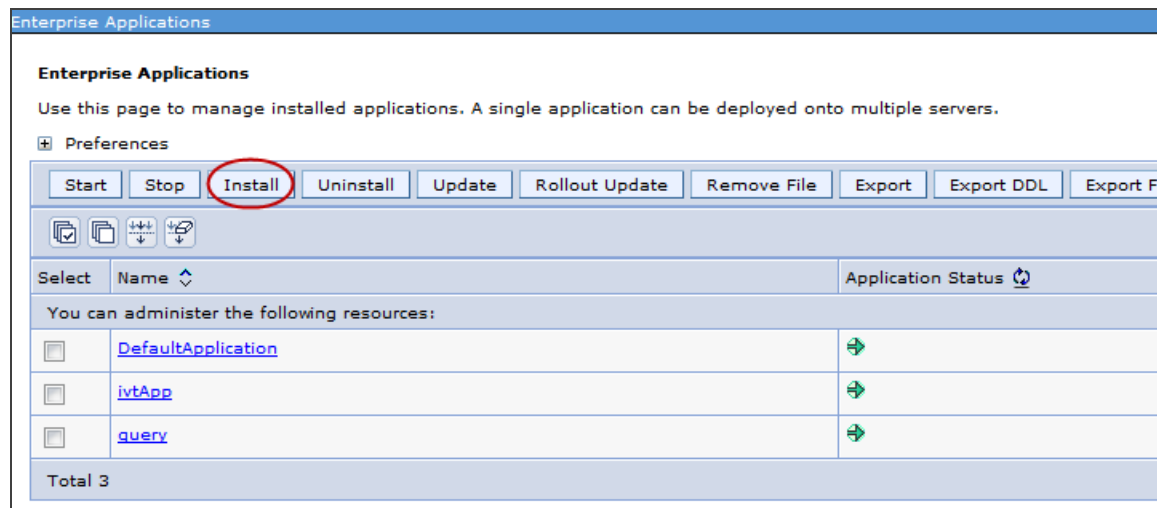 Enterprise Applications
Enterprise Applications
Use this page to manage installed applications. A single application can be deployed onto multiple servers.
Preferences
Start Stop Install Uninstall Update Rollout Update Remove File Export Export DDL Export F
Select Name Application Status
You can administer the following resources:
DefaultApplication
ivtApp
query
Total 3